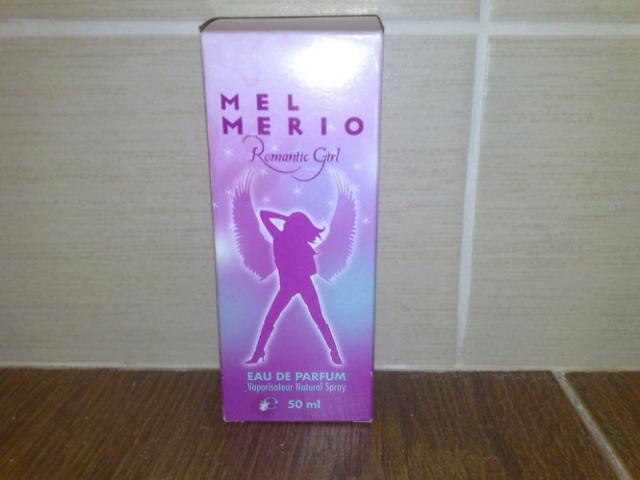 MEL
MERIO
Romantic Girl
EAU DE PARFUM
Vaporisateur Natural Spray
℮ 50 ml